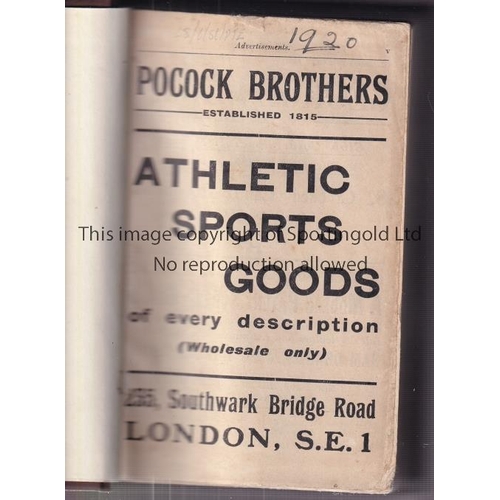 1920
Advertisements. v
POCOCK BROTHERS
ESTABLISHED 1815
ATHLETIC
SPORTS
This image copyright of Sportingold Ltd
No reproduction allowed
GOODS
of every description
(Wholesale only)
235, Southwark Bridge Road
LONDON, S.E. 1